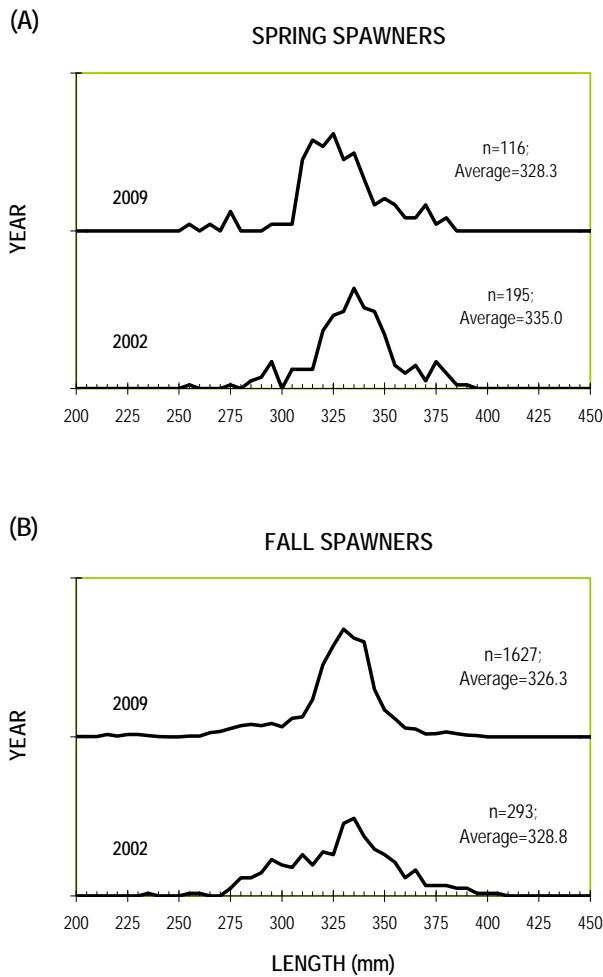 (A)
SPRING SPAWNERS
n=116;
Average=328.3
2009
YEAR
n=195;
Average=335.0
2002
200 225 250 275 300 325 350 375 400 425 450
(B)
FALL SPAWNERS
n=1627;
Average=326.3
2009
YEAR
n=293;
Average=328.8
2002
200 225 250 275 300 325 350 375 400 425 450
LENGTH (mm)